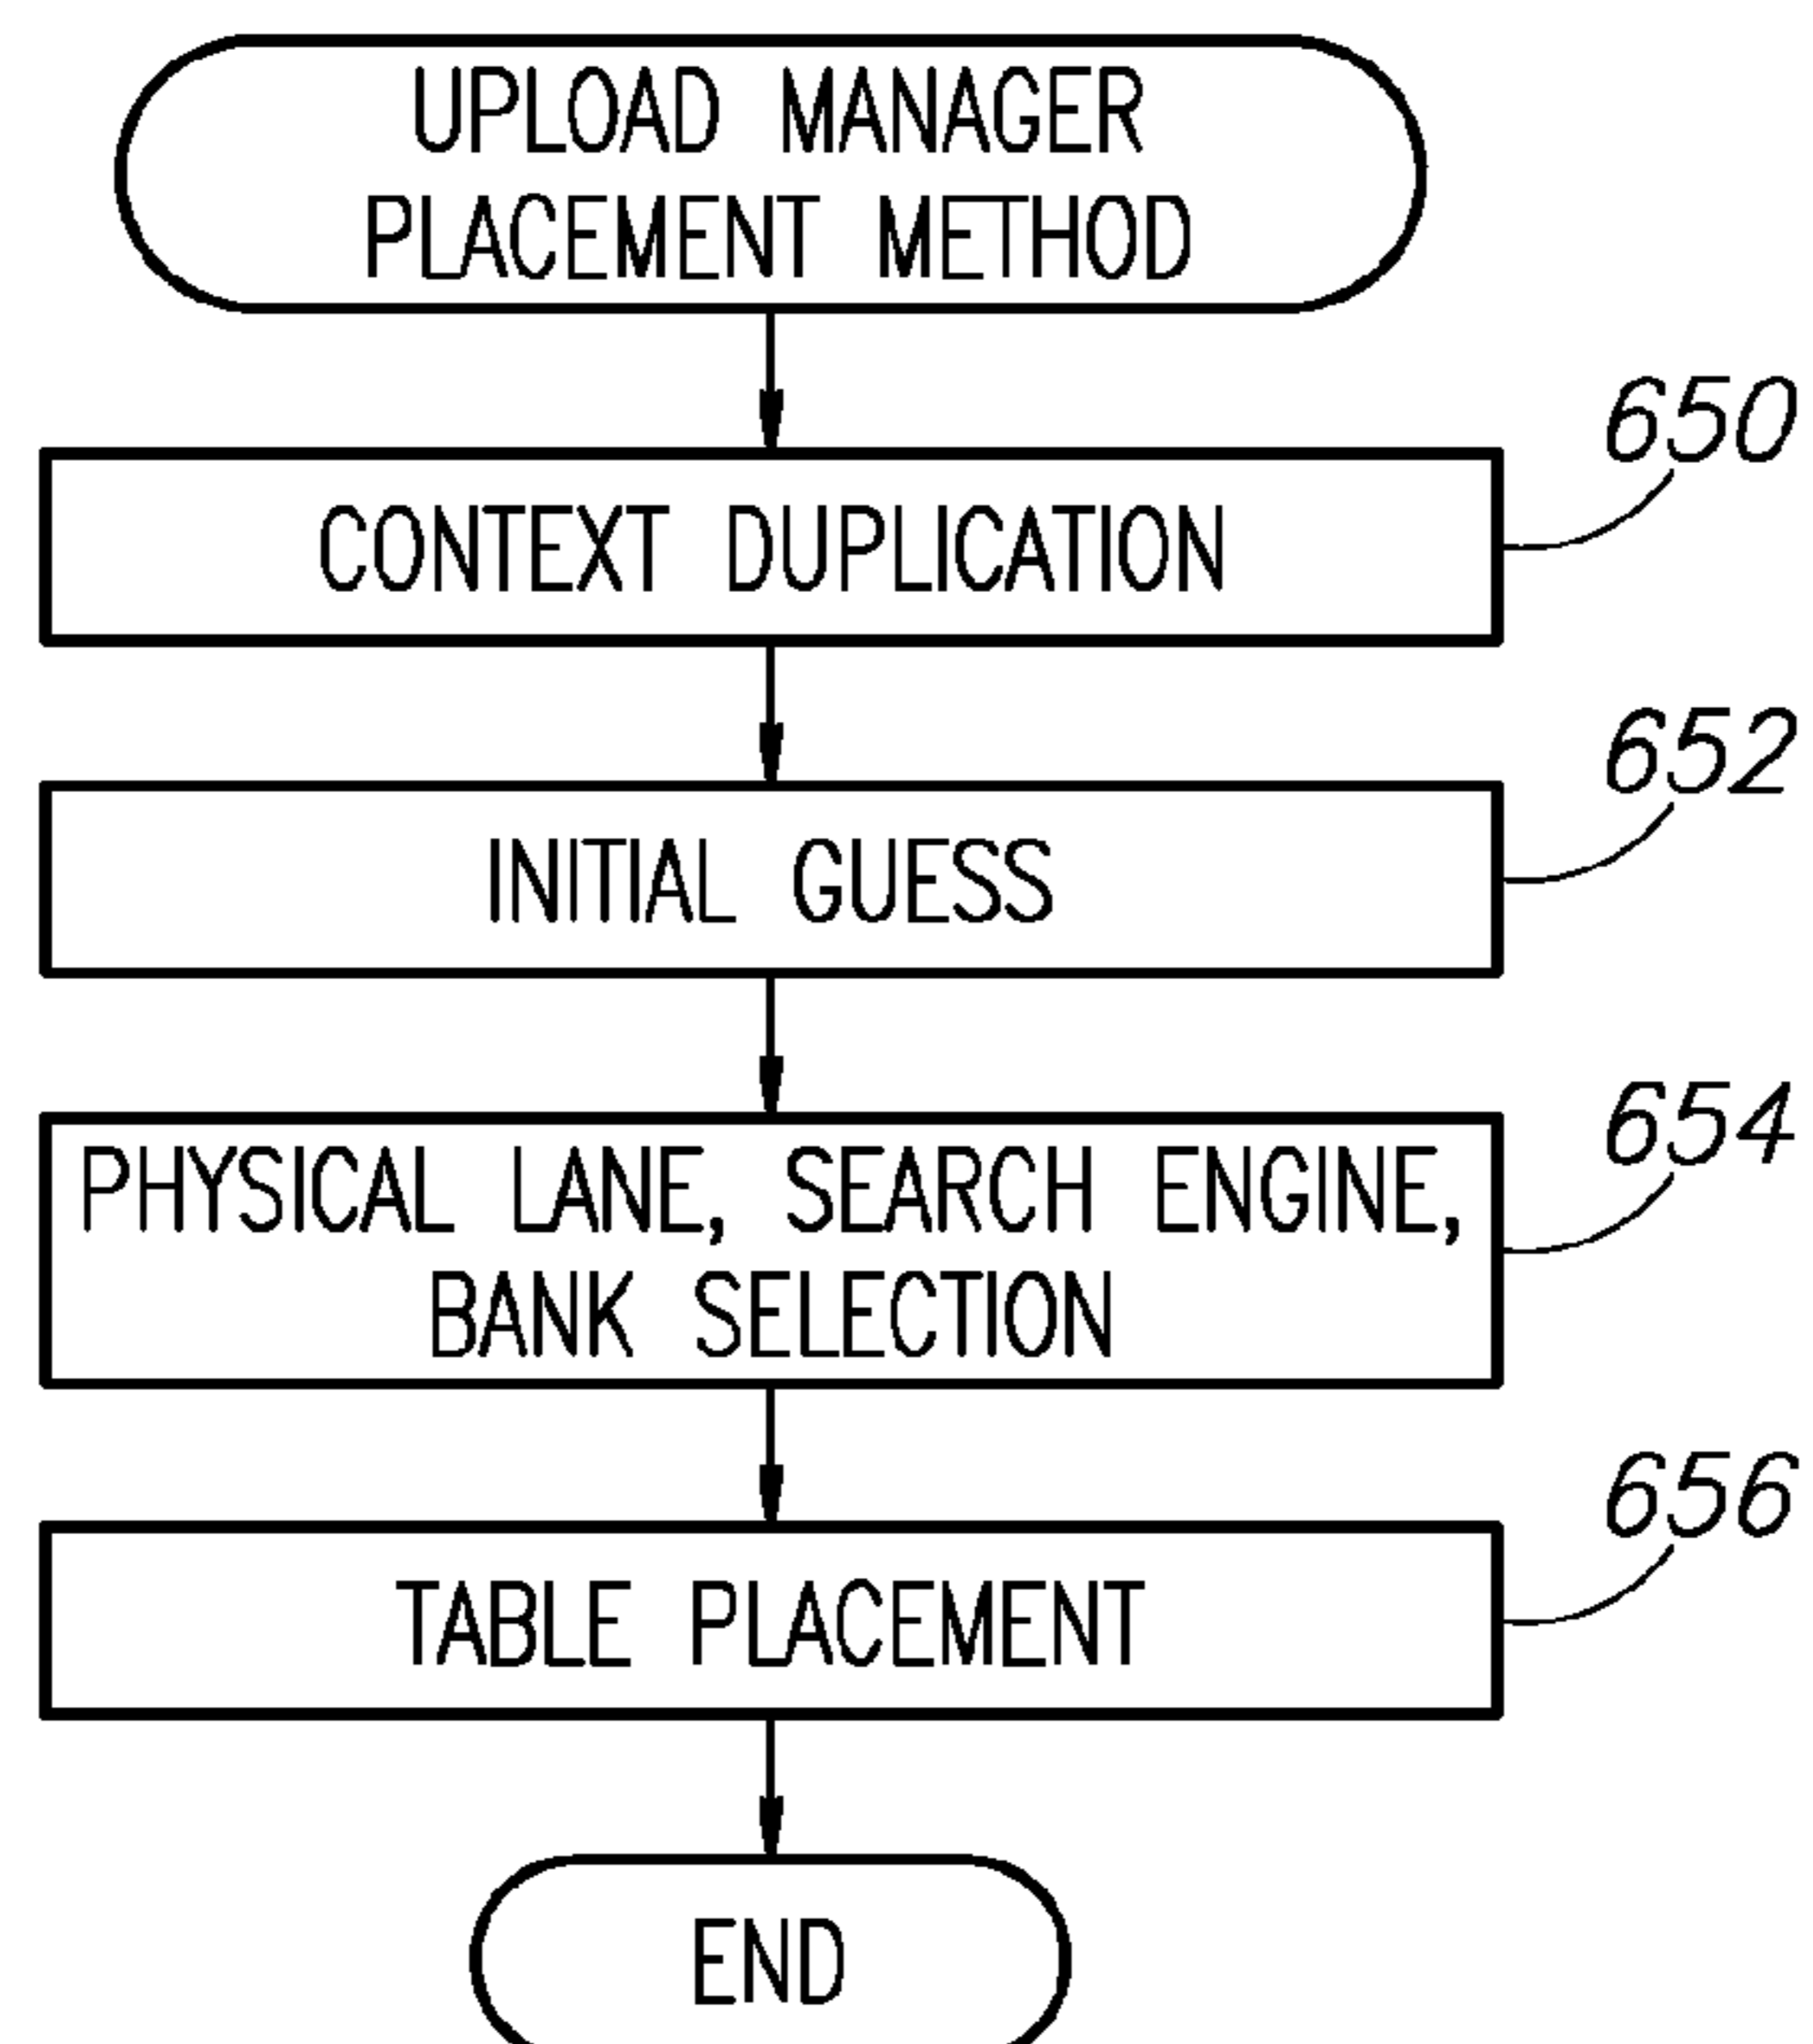 UPLOAD MANAGER
PLACEMENT METHOD
650
CONTEXT DUPLICATION
652
INITIAL GUESS
654
PHYSICAL LANE, SEARCH ENGINE,
BANK SELECTION
656
TABLE PLACEMENT
END